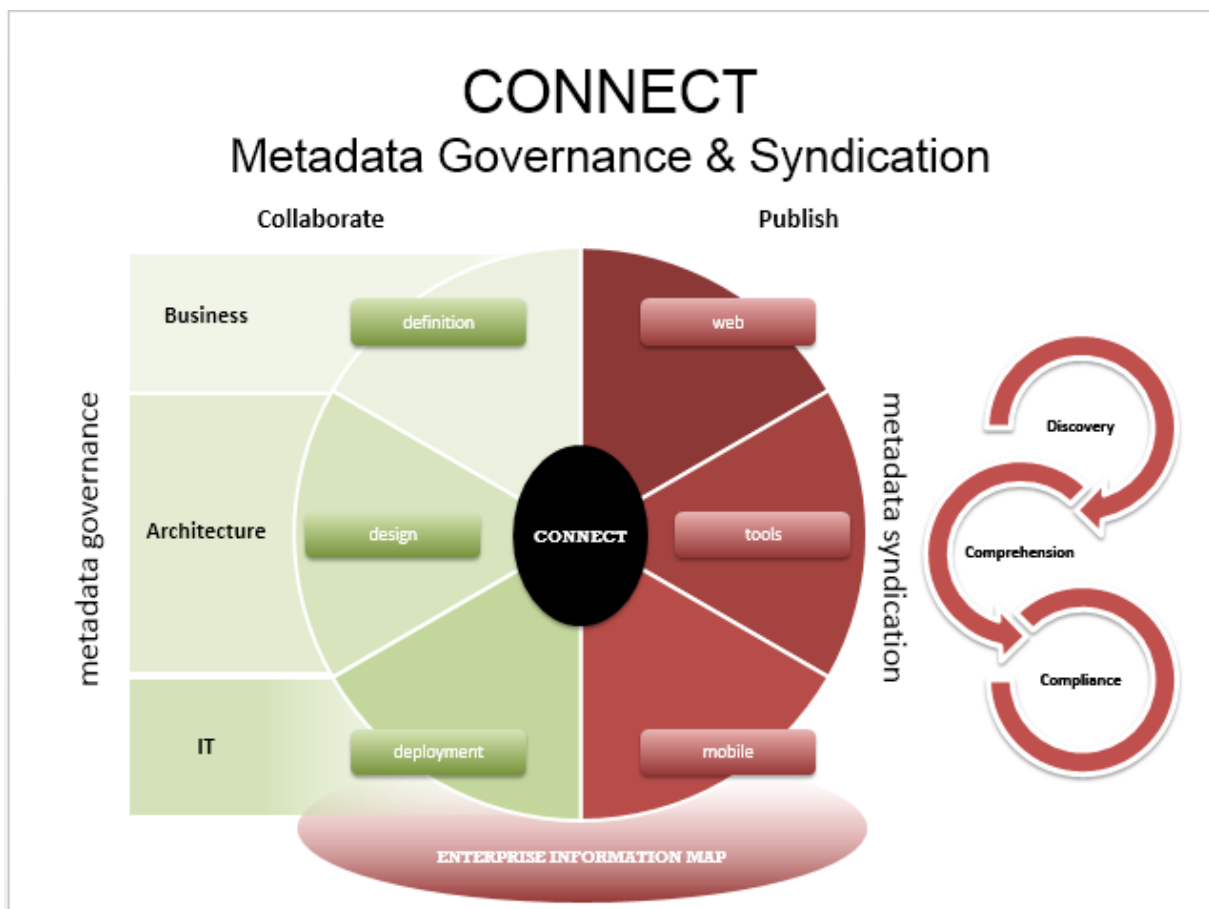 CONNECT
Metadata Governance & Syndication
Collaborate
Publish
metadata governance
Business
definition
web
Architecture
design
CONNECT
tools
IT
deployment
mobile
metadata syndication
Discovery
Comprehension
Compliance
ENTERPRISE INFORMATION MAP